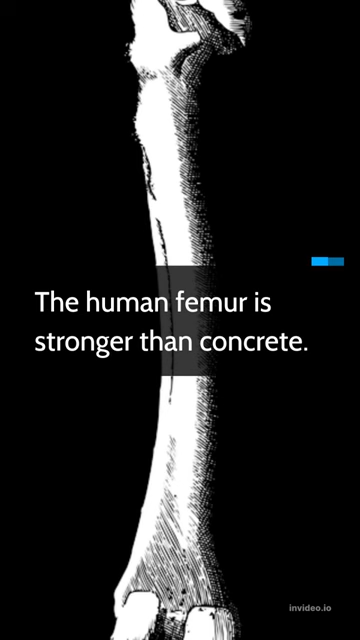 The human femur is
stronger than concrete.
invideo.io